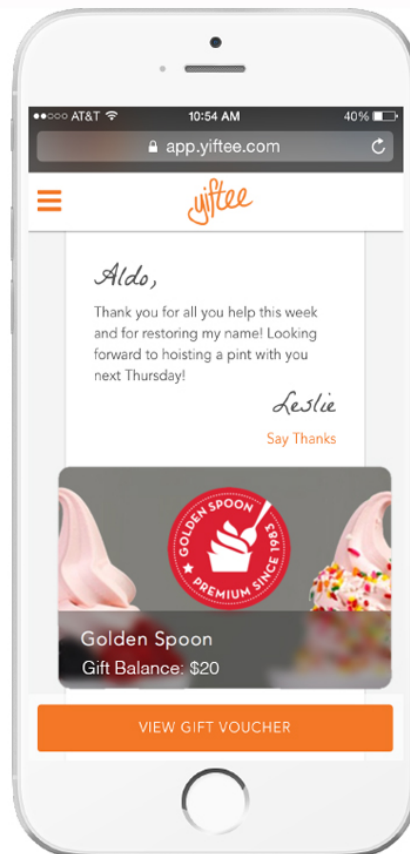 AT&T 10:54 AM 40%
app.yiftee.com
yiftee
Aldo,
Thank you for all you help this week
and for restoring my name! Looking
forward to hoisting a pint with you
next Thursday!
Leslie
Say Thanks
GOLDEN SPOON
PREMIUM SINCE 1983
Golden Spoon
Gift Balance: $20
VIEW GIFT VOUCHER